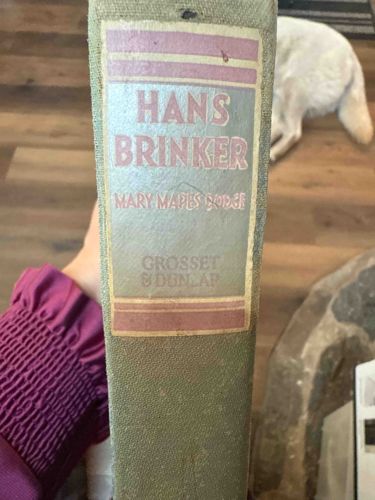 HANS
BRINKER
MARY MAPES DODGE
GROSSET
& DUNLAP